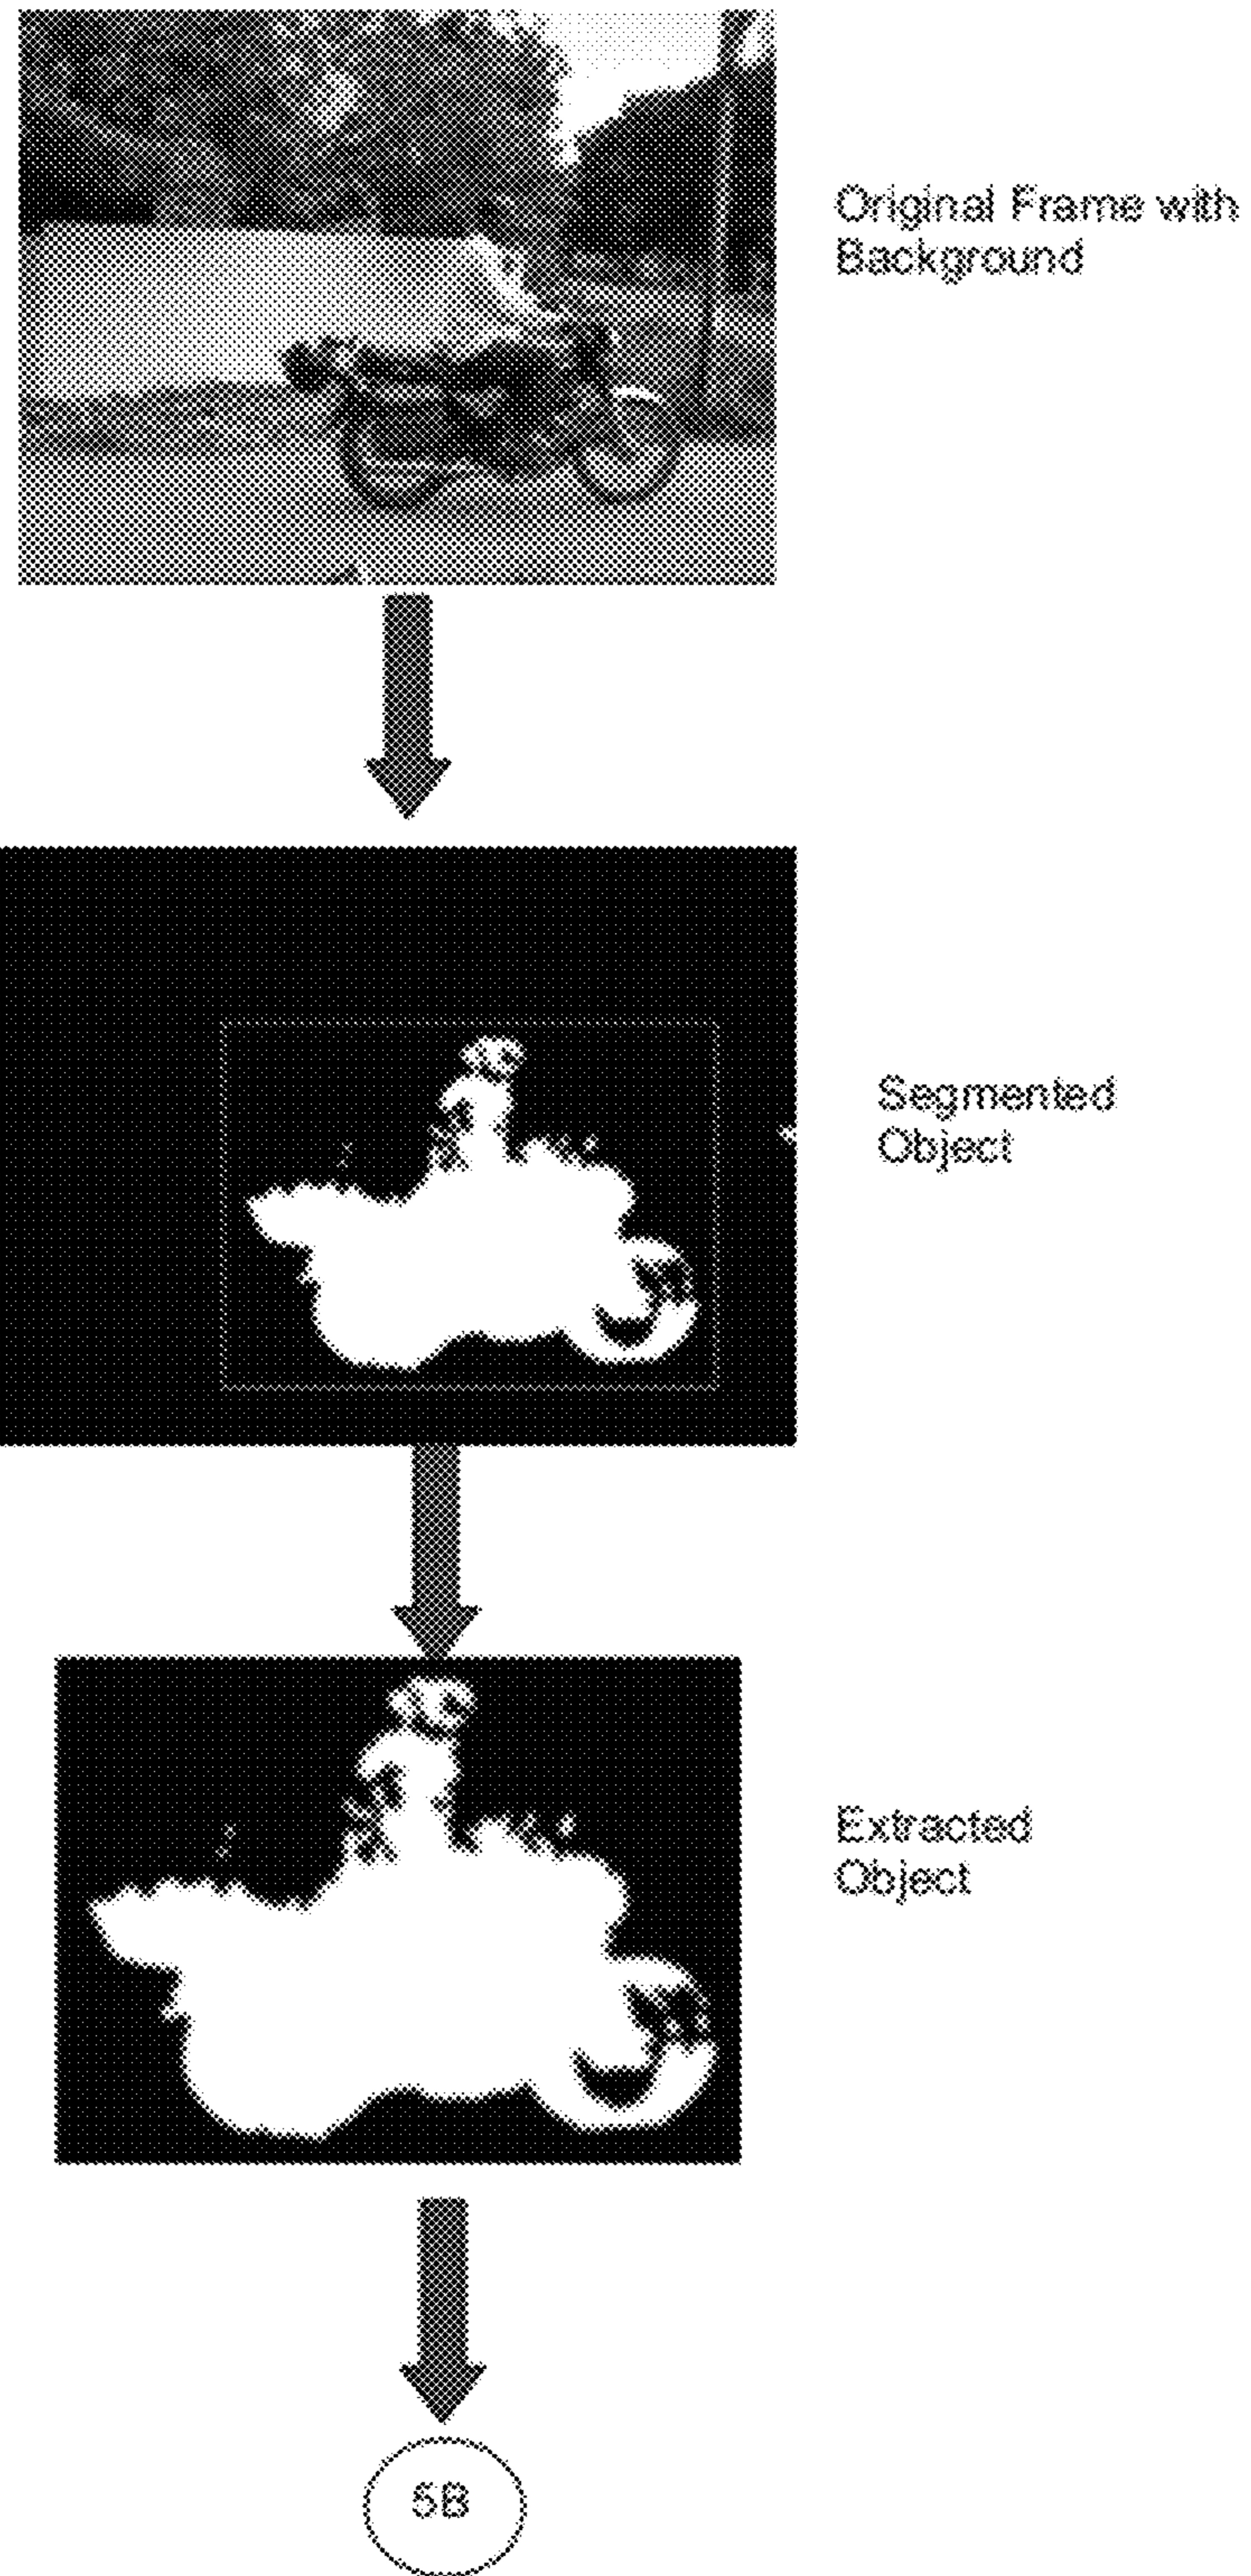 Original Frame with
Background
Segmented
Object
Extracted
Object
5B